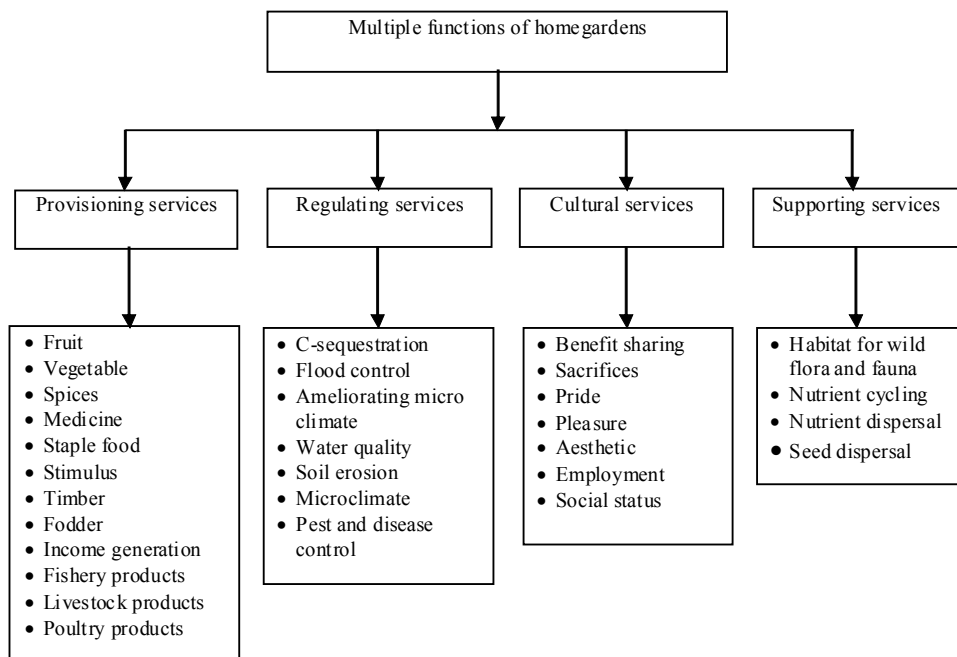 Multiple functions of homegardens
Provisioning services
Regulating services
Cultural services
Supporting services
• Fruit
• Vegetable
• Spices
• Medicine
• Staple food
• Stimulus
• Timber
• Fodder
• Income generation
• Fishery products
• Livestock products
• Poultry products
• C-sequestration
• Flood control
• Ameliorating micro
climate
• Water quality
• Soil erosion
• Microclimate
• Pest and disease
control
• Benefit sharing
• Sacrifices
• Pride
• Pleasure
• Aesthetic
• Employment
• Social status
• Habitat for wild
flora and fauna
• Nutrient cycling
• Nutrient dispersal
• Seed dispersal